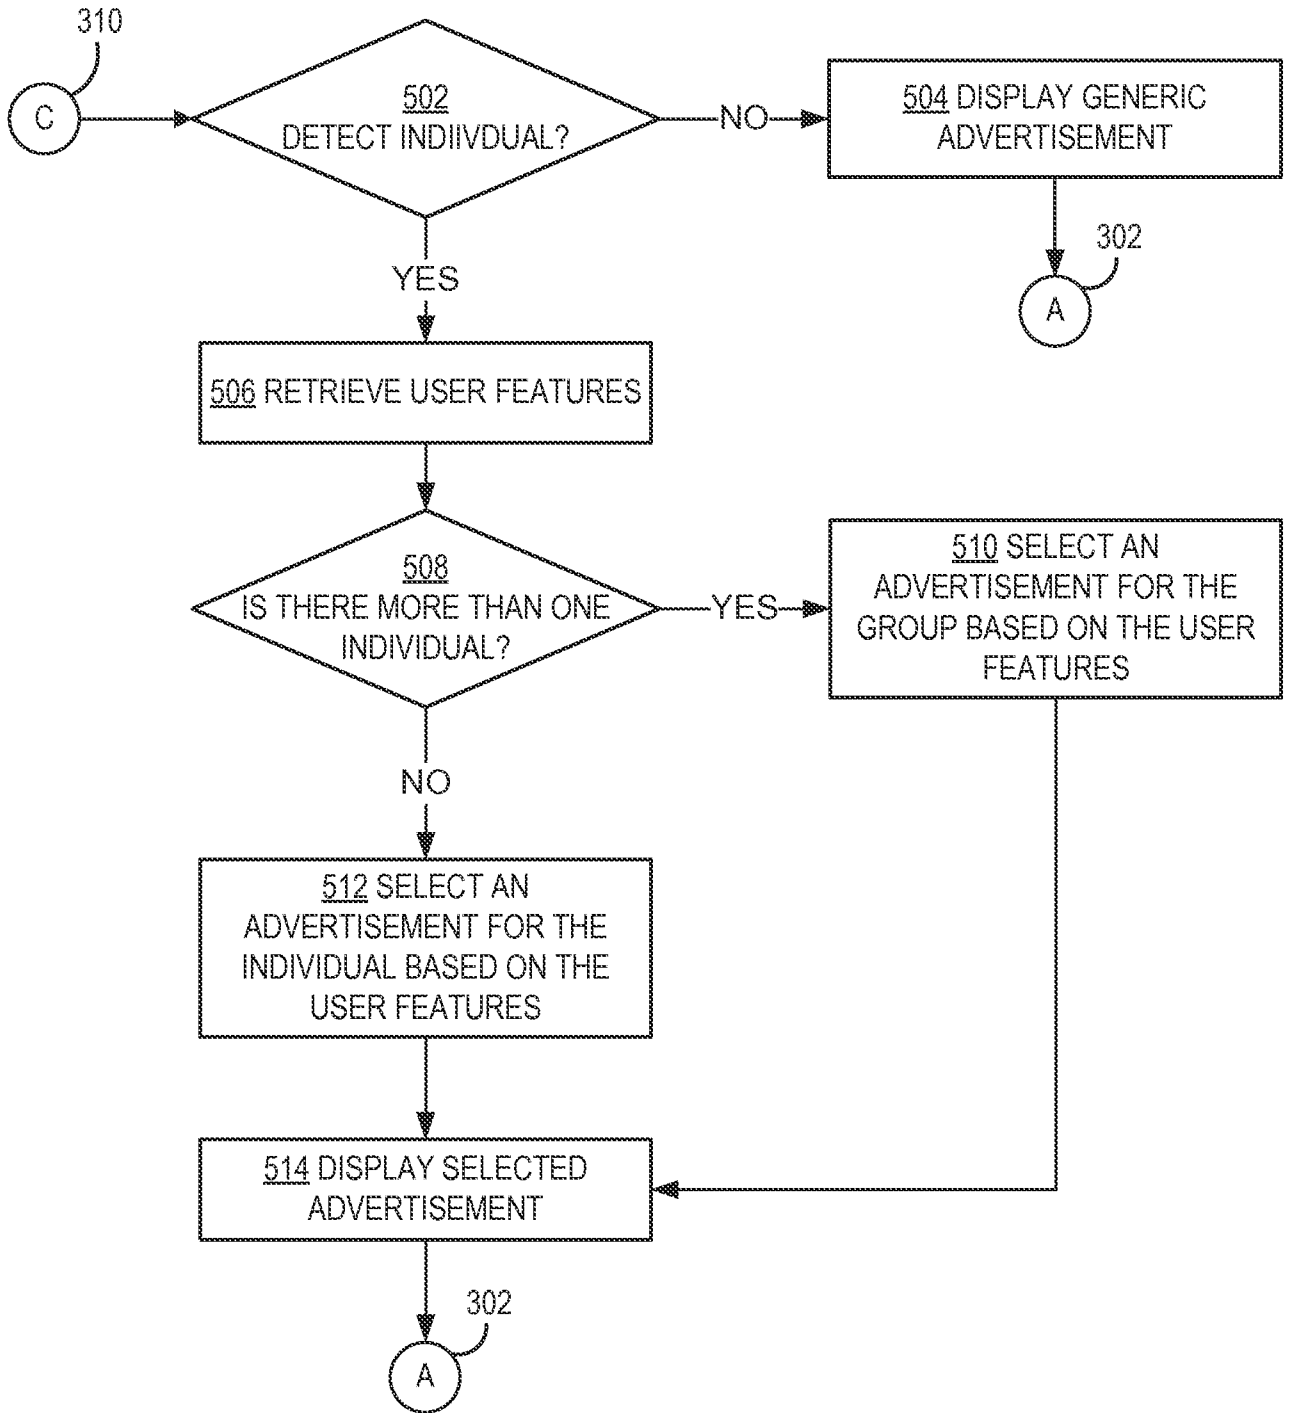 310
C
502
DETECT INDIIVDUAL?
NO
504 DISPLAY GENERIC
ADVERTISEMENT
302
A
YES
506 RETRIEVE USER FEATURES
508
IS THERE MORE THAN ONE
INDIVIDUAL?
YES
510 SELECT AN
ADVERTISEMENT FOR THE
GROUP BASED ON THE USER
FEATURES
NO
512 SELECT AN
ADVERTISEMENT FOR THE
INDIVIDUAL BASED ON THE
USER FEATURES
514 DISPLAY SELECTED
ADVERTISEMENT
302
A